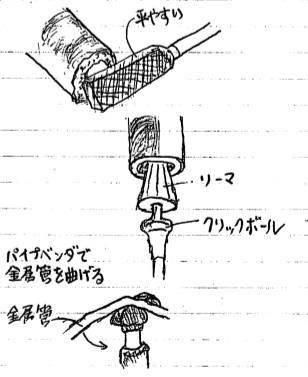 平やすい
リーマ
クリックボール
パイプベンダで
金属管を曲げる
金属管